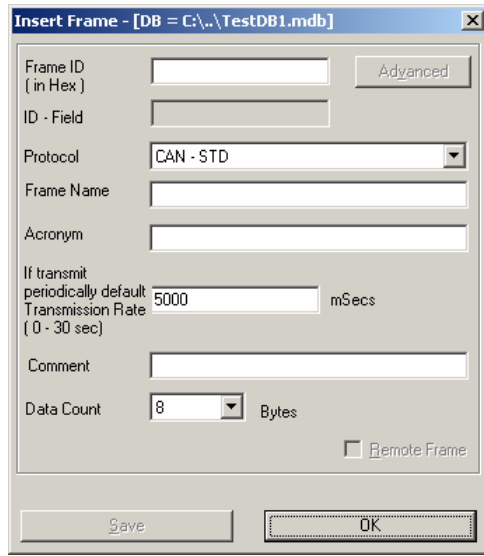 Insert Frame - [DB = C:\..\TestDB1.mdb]
Frame ID
( in Hex )
Advanced
ID - Field
Protocol
CAN - STD
Frame Name
Acronym
If transmit
periodically default
Transmission Rate
( 0 - 30 sec)
5000
mSecs
Comment
Data Count
8
Bytes
Remote Frame
Save
OK